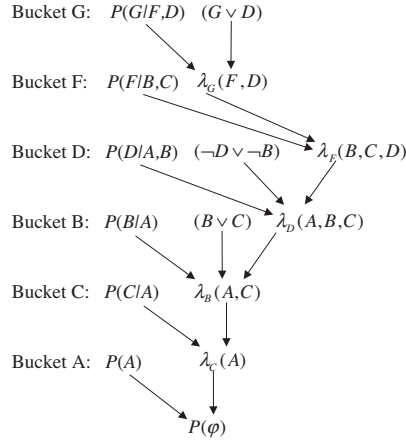 Bucket G: P(G|F,D) (G ∨ D)
Bucket F: P(F|B,C) λ_G(F,D)
λ_F(B,C,D)
Bucket D: P(D|A,B) (¬D ∨ ¬B)
Bucket B: P(B|A) (B ∨ C) λ_D(A,B,C)
Bucket C: P(C|A) λ_B(A,C)
Bucket A: P(A) λ_C(A)
P(φ)